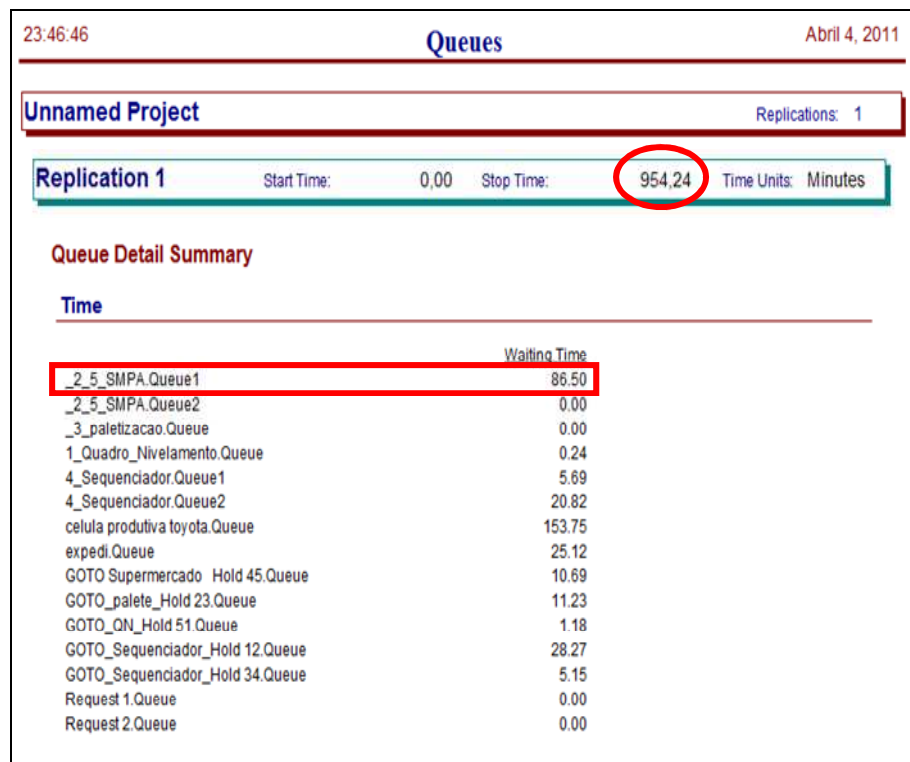 23:46:46 Queues Abril 4, 2011
Unnamed Project Replications: 1
Replication 1 Start Time: 0,00 Stop Time: 954,24 Time Units: Minutes
Queue Detail Summary
Time
Waiting Time
_2_5_SMPA.Queue1 86.50
_2_5_SMPA.Queue2 0.00
_3_paletizacao.Queue 0.00
1_Quadro_Nivelamento.Queue 0.24
4_Sequenciador.Queue1 5.69
4_Sequenciador.Queue2 20.82
celula produtiva toyota.Queue 153.75
expedi.Queue 25.12
GOTO Supermercado Hold 45.Queue 10.69
GOTO_palete_Hold 23.Queue 11.23
GOTO_QN_Hold 51.Queue 1.18
GOTO_Sequenciador_Hold 12.Queue 28.27
GOTO_Sequenciador_Hold 34.Queue 5.15
Request 1.Queue 0.00
Request 2.Queue 0.00